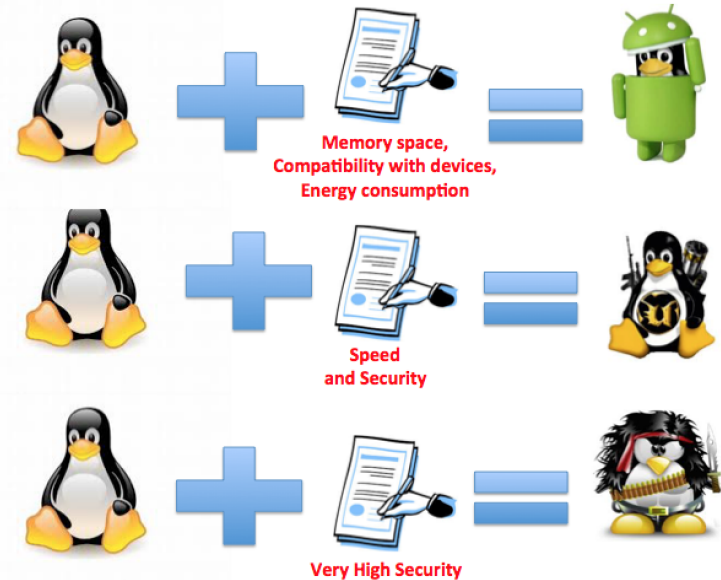 Memory space,
Compatibility with devices,
Energy consumption
Speed
and Security
Very High Security